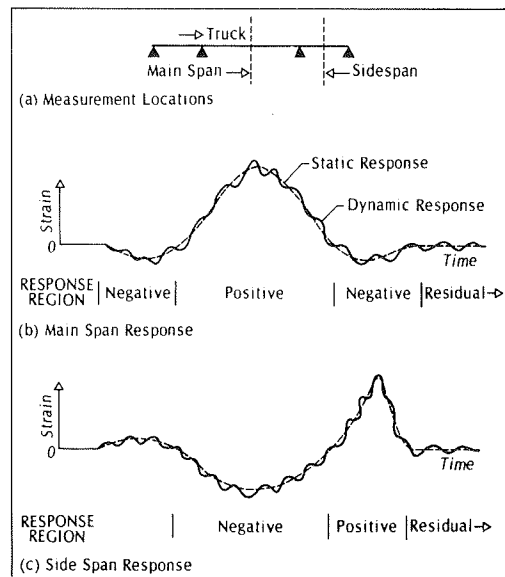 Truck
Main Span
Sidespan
(a) Measurement Locations
Static Response
Dynamic Response
Strain
0
Time
RESPONSE REGION
Negative
Positive
Negative
Residual
(b) Main Span Response
Strain
0
Time
RESPONSE REGION
Negative
Positive
Residual
(c) Side Span Response